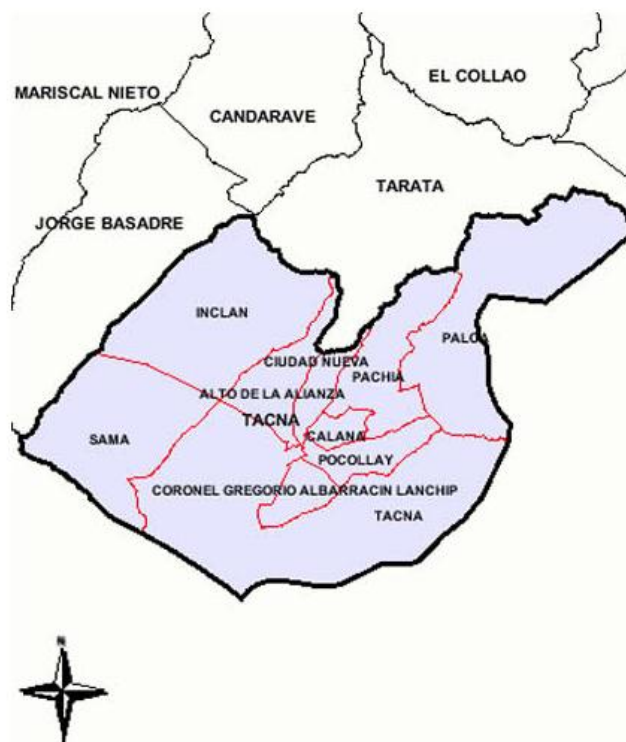 EL COLLAO
MARISCAL NIETO
CANDARAVE
TARATA
JORGE BASADRE
INCLAN
PALCA
CIUDAD NUEVA
PACHIA
ALTO DE LA ALIANZA
TACNA
SAMA
CALANA
POCOLLAY
CORONEL GREGORIO ALBARRACIN LANCHIP
TACNA
N